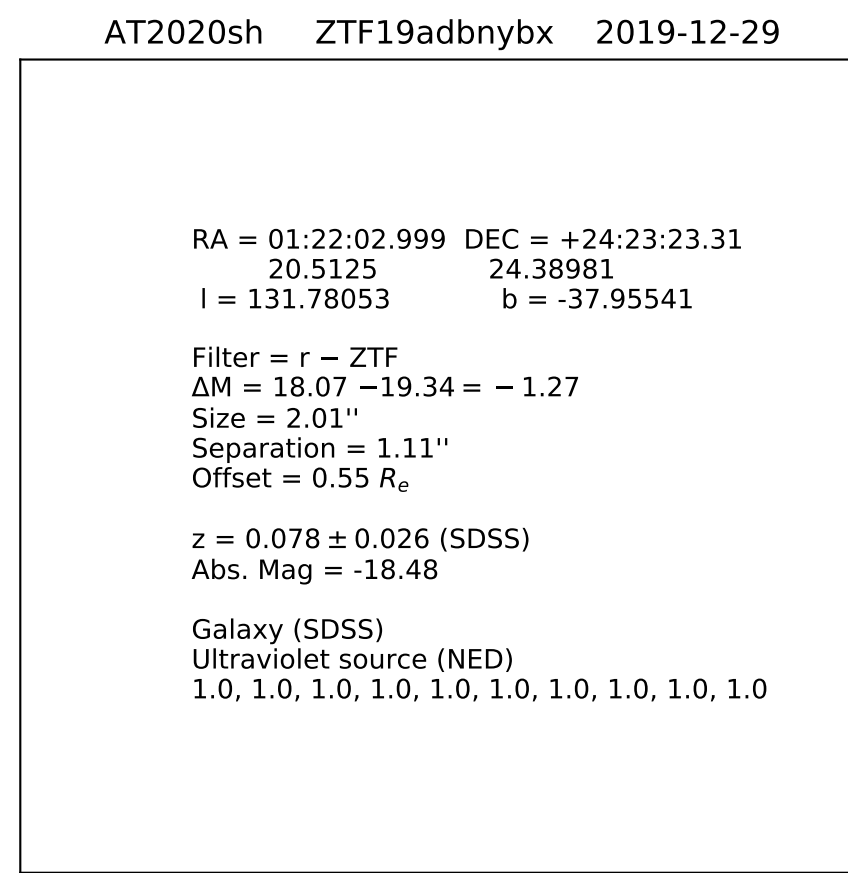 AT2020sh ZTF19adbnybx 2019-12-29
RA = 01:22:02.999 DEC = +24:23:23.31
20.5125 24.38981
l = 131.78053 b = -37.95541
Filter = r − ZTF
ΔM = 18.07 −19.34 = − 1.27
Size = 2.01''
Separation = 1.11''
Offset = 0.55 Re
z = 0.078 ± 0.026 (SDSS)
Abs. Mag = -18.48
Galaxy (SDSS)
Ultraviolet source (NED)
1.0, 1.0, 1.0, 1.0, 1.0, 1.0, 1.0, 1.0, 1.0, 1.0